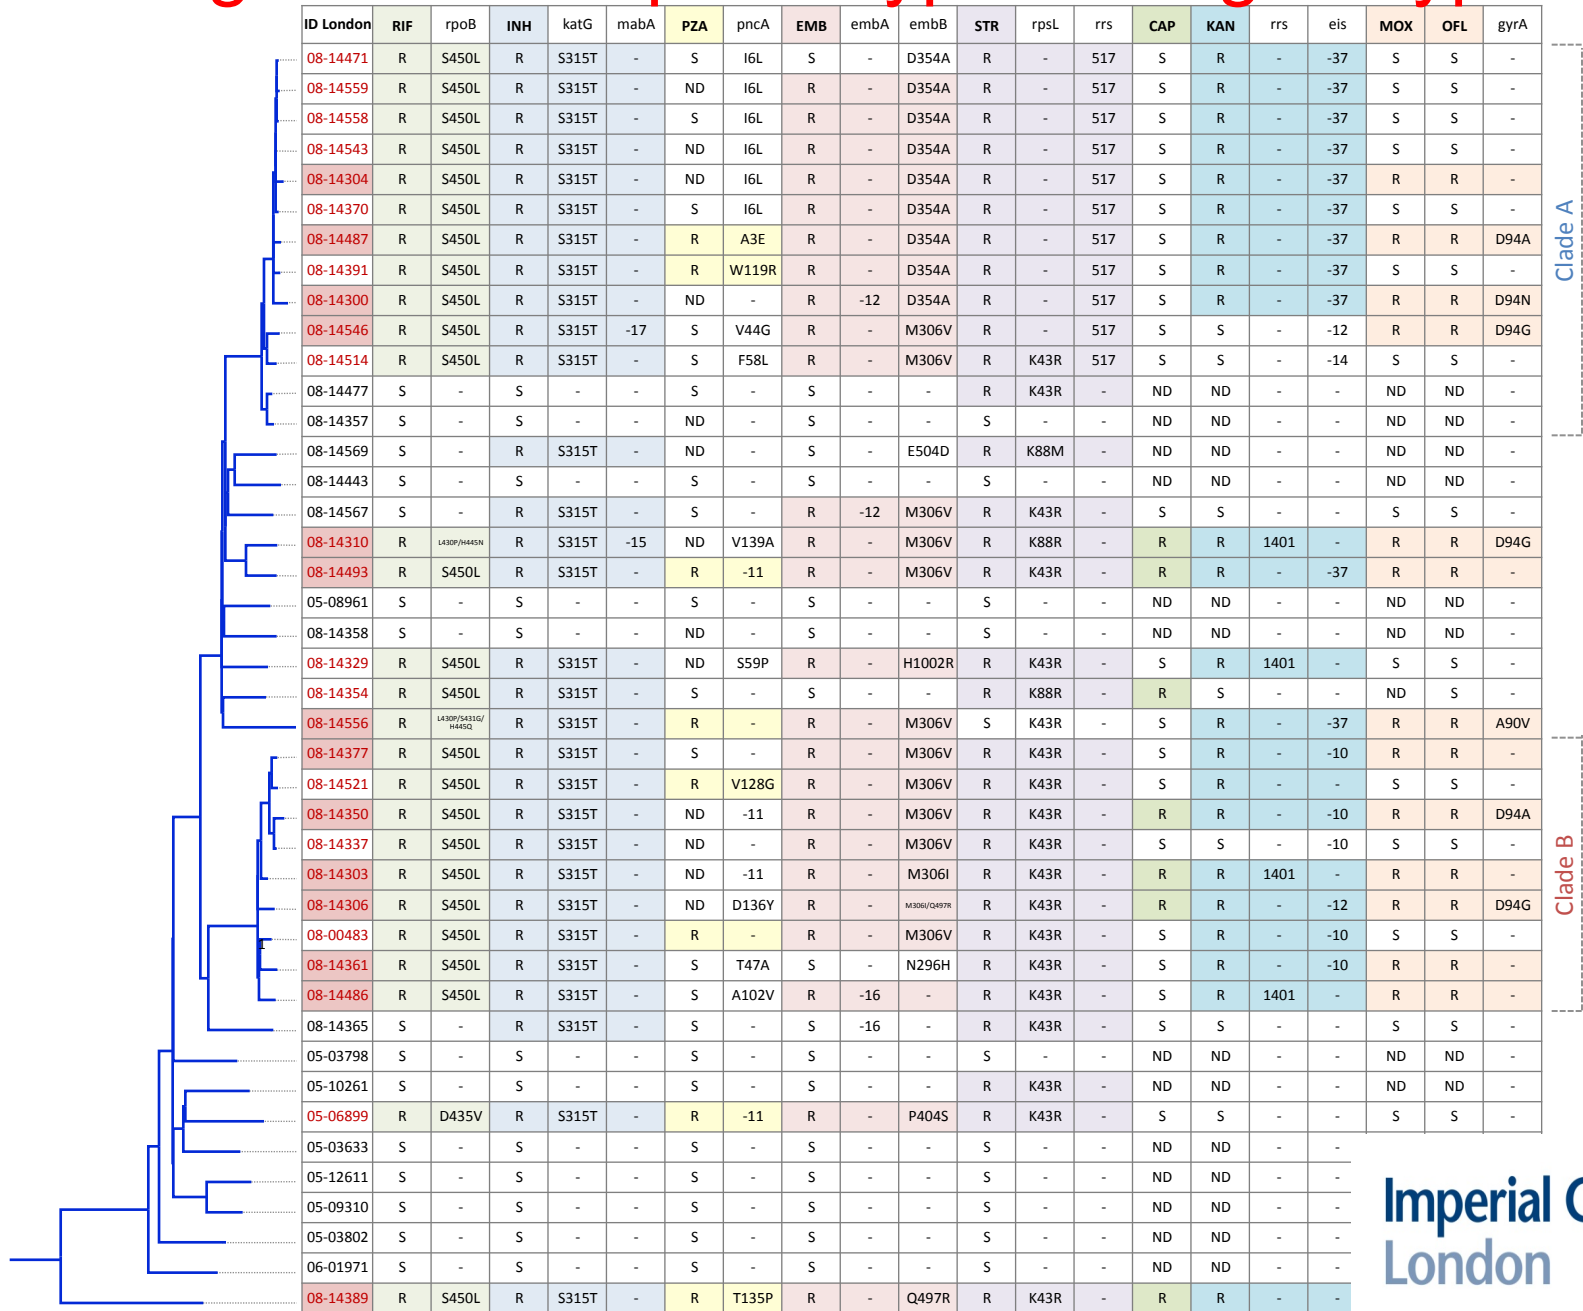 ID London RIF rpoB INH katG mabA PZA pncA EMB embA embB STR rpsL rrs CAP KAN rrs eis MOX OFL gyrA
08-14471 R S450L R S315T - S I6L S - D354A R - 517 S R - -37 S S -
08-14559 R S450L R S315T - ND I6L R - D354A R - 517 S R - -37 S S -
08-14558 R S450L R S315T - S I6L R - D354A R - 517 S R - -37 S S -
08-14543 R S450L R S315T - ND I6L R - D354A R - 517 S R - -37 S S -
08-14304 R S450L R S315T - ND I6L R - D354A R - 517 S R - -37 R R -
08-14370 R S450L R S315T - S I6L R - D354A R - 517 S R - -37 S S -
08-14487 R S450L R S315T - R A3E R - D354A R - 517 S R - -37 R R D94A
08-14391 R S450L R S315T - R W119R R - D354A R - 517 S R - -37 S S -
08-14300 R S450L R S315T - ND - R -12 D354A R - 517 S R - -37 R R D94N
08-14546 R S450L R S315T -17 S V44G R - M306V R - 517 S S - -12 R R D94G
08-14514 R S450L R S315T - S F58L R - M306V R K43R 517 S S - -14 S S -
08-14477 S - S - - S - S - - R K43R - ND ND - - ND ND -
08-14357 S - S - - ND - S - - S - - ND ND - - ND ND -
Clade A
08-14569 S - R S315T - ND - S - E504D R K88M - ND ND - - ND ND -
08-14443 S - S - - S - S - - S - - ND ND - - ND ND -
08-14567 S - R S315T - S - R -12 M306V R K43R - S S - - S S -
08-14310 R L430P/H445N R S315T -15 ND V139A R - M306V R K88R - R R 1401 - R R D94G
08-14493 R S450L R S315T - R -11 R - M306V R K43R - R R - -37 R R -
05-08961 S - S - - S - S - - S - - ND ND - - ND ND -
08-14358 S - S - - ND - S - - S - - ND ND - - ND ND -
08-14329 R S450L R S315T - ND S59P R - H1002R R K43R - S R 1401 - S S -
08-14354 R S450L R S315T - S - S - - R K88R - R S - - ND S -
08-14556 R L430P/S431G/H445Q R S315T - R - R - M306V S K43R - S R - -37 R R A90V
08-14377 R S450L R S315T - S - R - M306V R K43R - S R - -10 R R -
08-14521 R S450L R S315T - R V128G R - M306V R K43R - S R - - S S -
08-14350 R S450L R S315T - ND -11 R - M306V R K43R - R R - -10 R R D94A
08-14337 R S450L R S315T - ND - R - M306V R K43R - S S - -10 S S -
08-14303 R S450L R S315T - ND -11 R - M306I R K43R - R R 1401 - R R -
08-14306 R S450L R S315T - ND D136Y R - M306I/Q497R R K43R - R R - -12 R R D94G
08-00483 R S450L R S315T - R - R - M306V R K43R - S R - -10 S S -
08-14361 R S450L R S315T - S T47A S - N296H R K43R - S R - -10 R R -
08-14486 R S450L R S315T - S A102V R -16 - R K43R - S R 1401 - R R -
Clade B
08-14365 S - R S315T - S - S -16 - R K43R - S S - - S S -
05-03798 S - S - - S - S - - S - - ND ND - - ND ND -
05-10261 S - S - - S - S - - R K43R - ND ND - - ND ND -
05-06899 R D435V R S315T - R -11 R - P404S R K43R - S S - - S S -
05-03633 S - S - - S - S - - S - - ND ND - -
05-12611 S - S - - S - S - - S - - ND ND - -
05-09310 S - S - - S - S - - S - - ND ND - -
05-03802 S - S - - S - S - - S - - ND ND - -
06-01971 S - S - - S - S - - S - - ND ND - -
08-14389 R S450L R S315T - R T135P R - Q497R R K43R - R R - -
Imperial
London